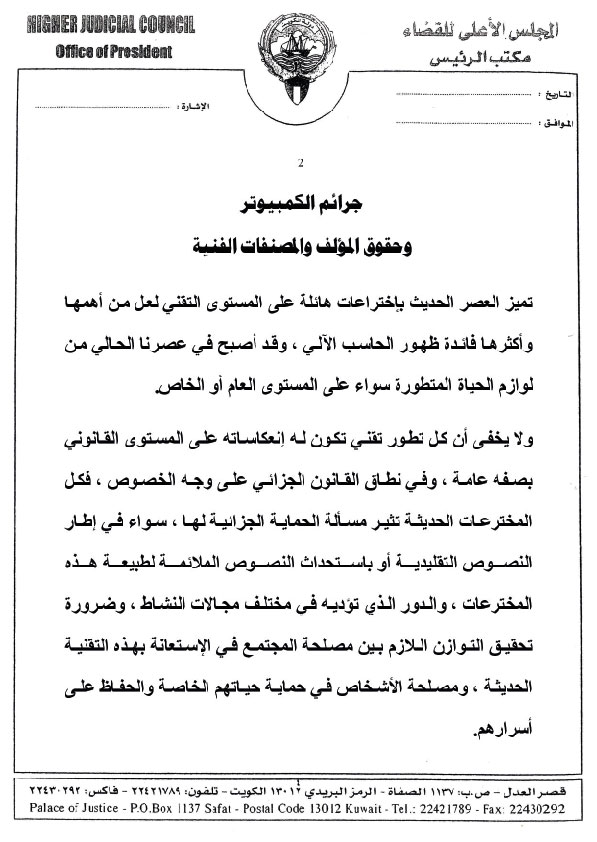 HIGHER JUDICIAL COUNCIL
Office of President
المجلس الأعلى للقضاء
مكتب الرئيس
التاريخ :
الموافق :
الإشارة :
2
جرائم الكمبيوتر
وحقوق المؤلف والمصنفات الفنية
تميز العصر الحديث بإختراعات هائلة على المستوى التقني لعل من أهمها
وأكثرها فائدة ظهور الحاسب الآلي ، وقد أصبح في عصرنا الحالي من
لوازم الحياة المتطورة سواء على المستوى العام أو الخاص.
ولا يخفى أن كل تطور تقني تكون له إنعكاساته على المستوى القانوني
بصفه عامة ، وفي نطاق القانون الجزائي على وجه الخصوص ، فكل
المخترعات الحديثة تثير مسألة الحماية الجزائية لها ، سواء في إطار
النصوص التقليدية أو باستحداث النصوص الملائمة لطبيعة هذه
المخترعات ، والدور الذي تؤديه في مختلف مجالات النشاط ، وضرورة
تحقيق التوازن اللازم بين مصلحة المجتمع في الإستعانة بهذه التقنية
الحديثة ، ومصلحة الأشخاص في حماية حياتهم الخاصة والحفاظ على
أسرارهم.
قصر العدل - ص.ب: ١١٣٧ الصفاة - الرمز البريدي ١٣٠١٢ الكويت - تلفون: ٢٢٤٢١٧٨٩ - فاكس: ٢٢٤٣٠٢٩٢
Palace of Justice - P.O.Box 1137 Safat - Postal Code 13012 Kuwait - Tel.: 22421789 - Fax: 22430292